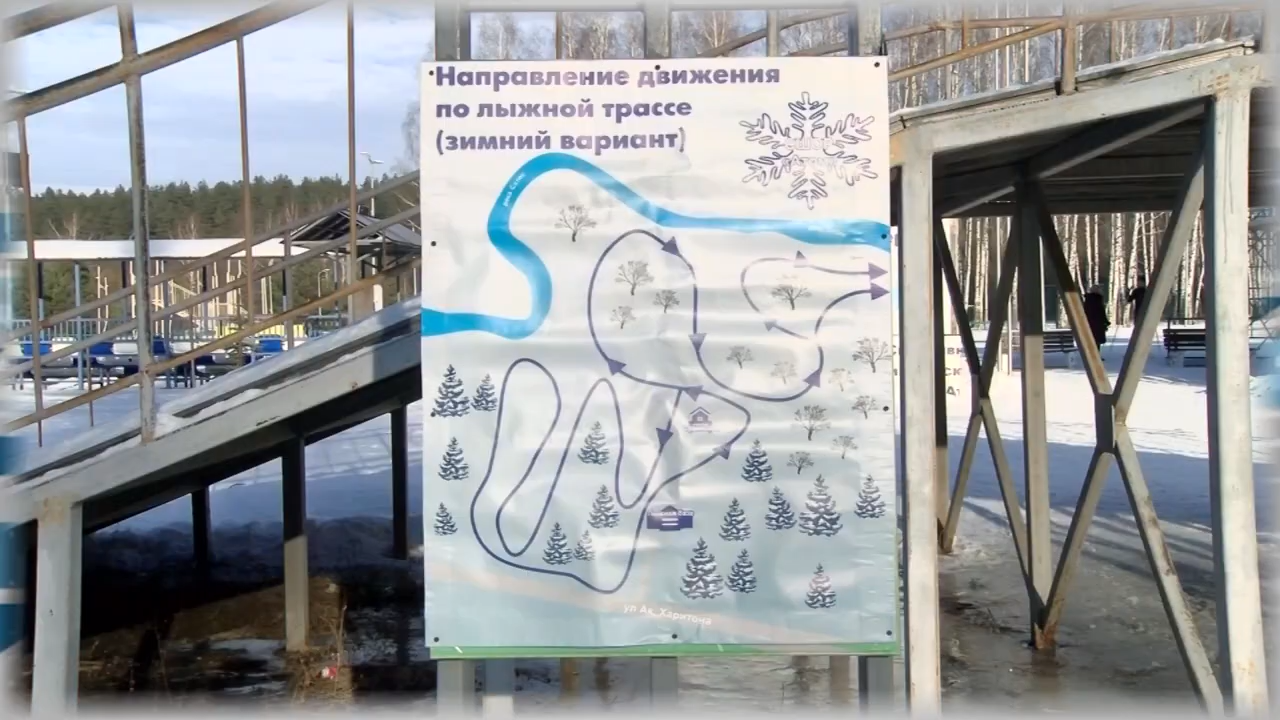 Направление движения
по лыжной трассе
(зимний вариант)
ул Ак. Харитона